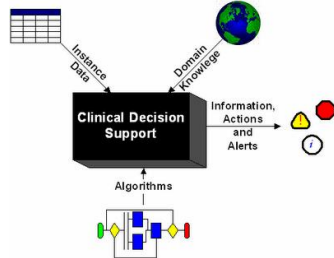 Instance
Data
Domain
Knowlege
Clinical Decision
Support
Information,
Actions
and
Alerts
i
Algorithms